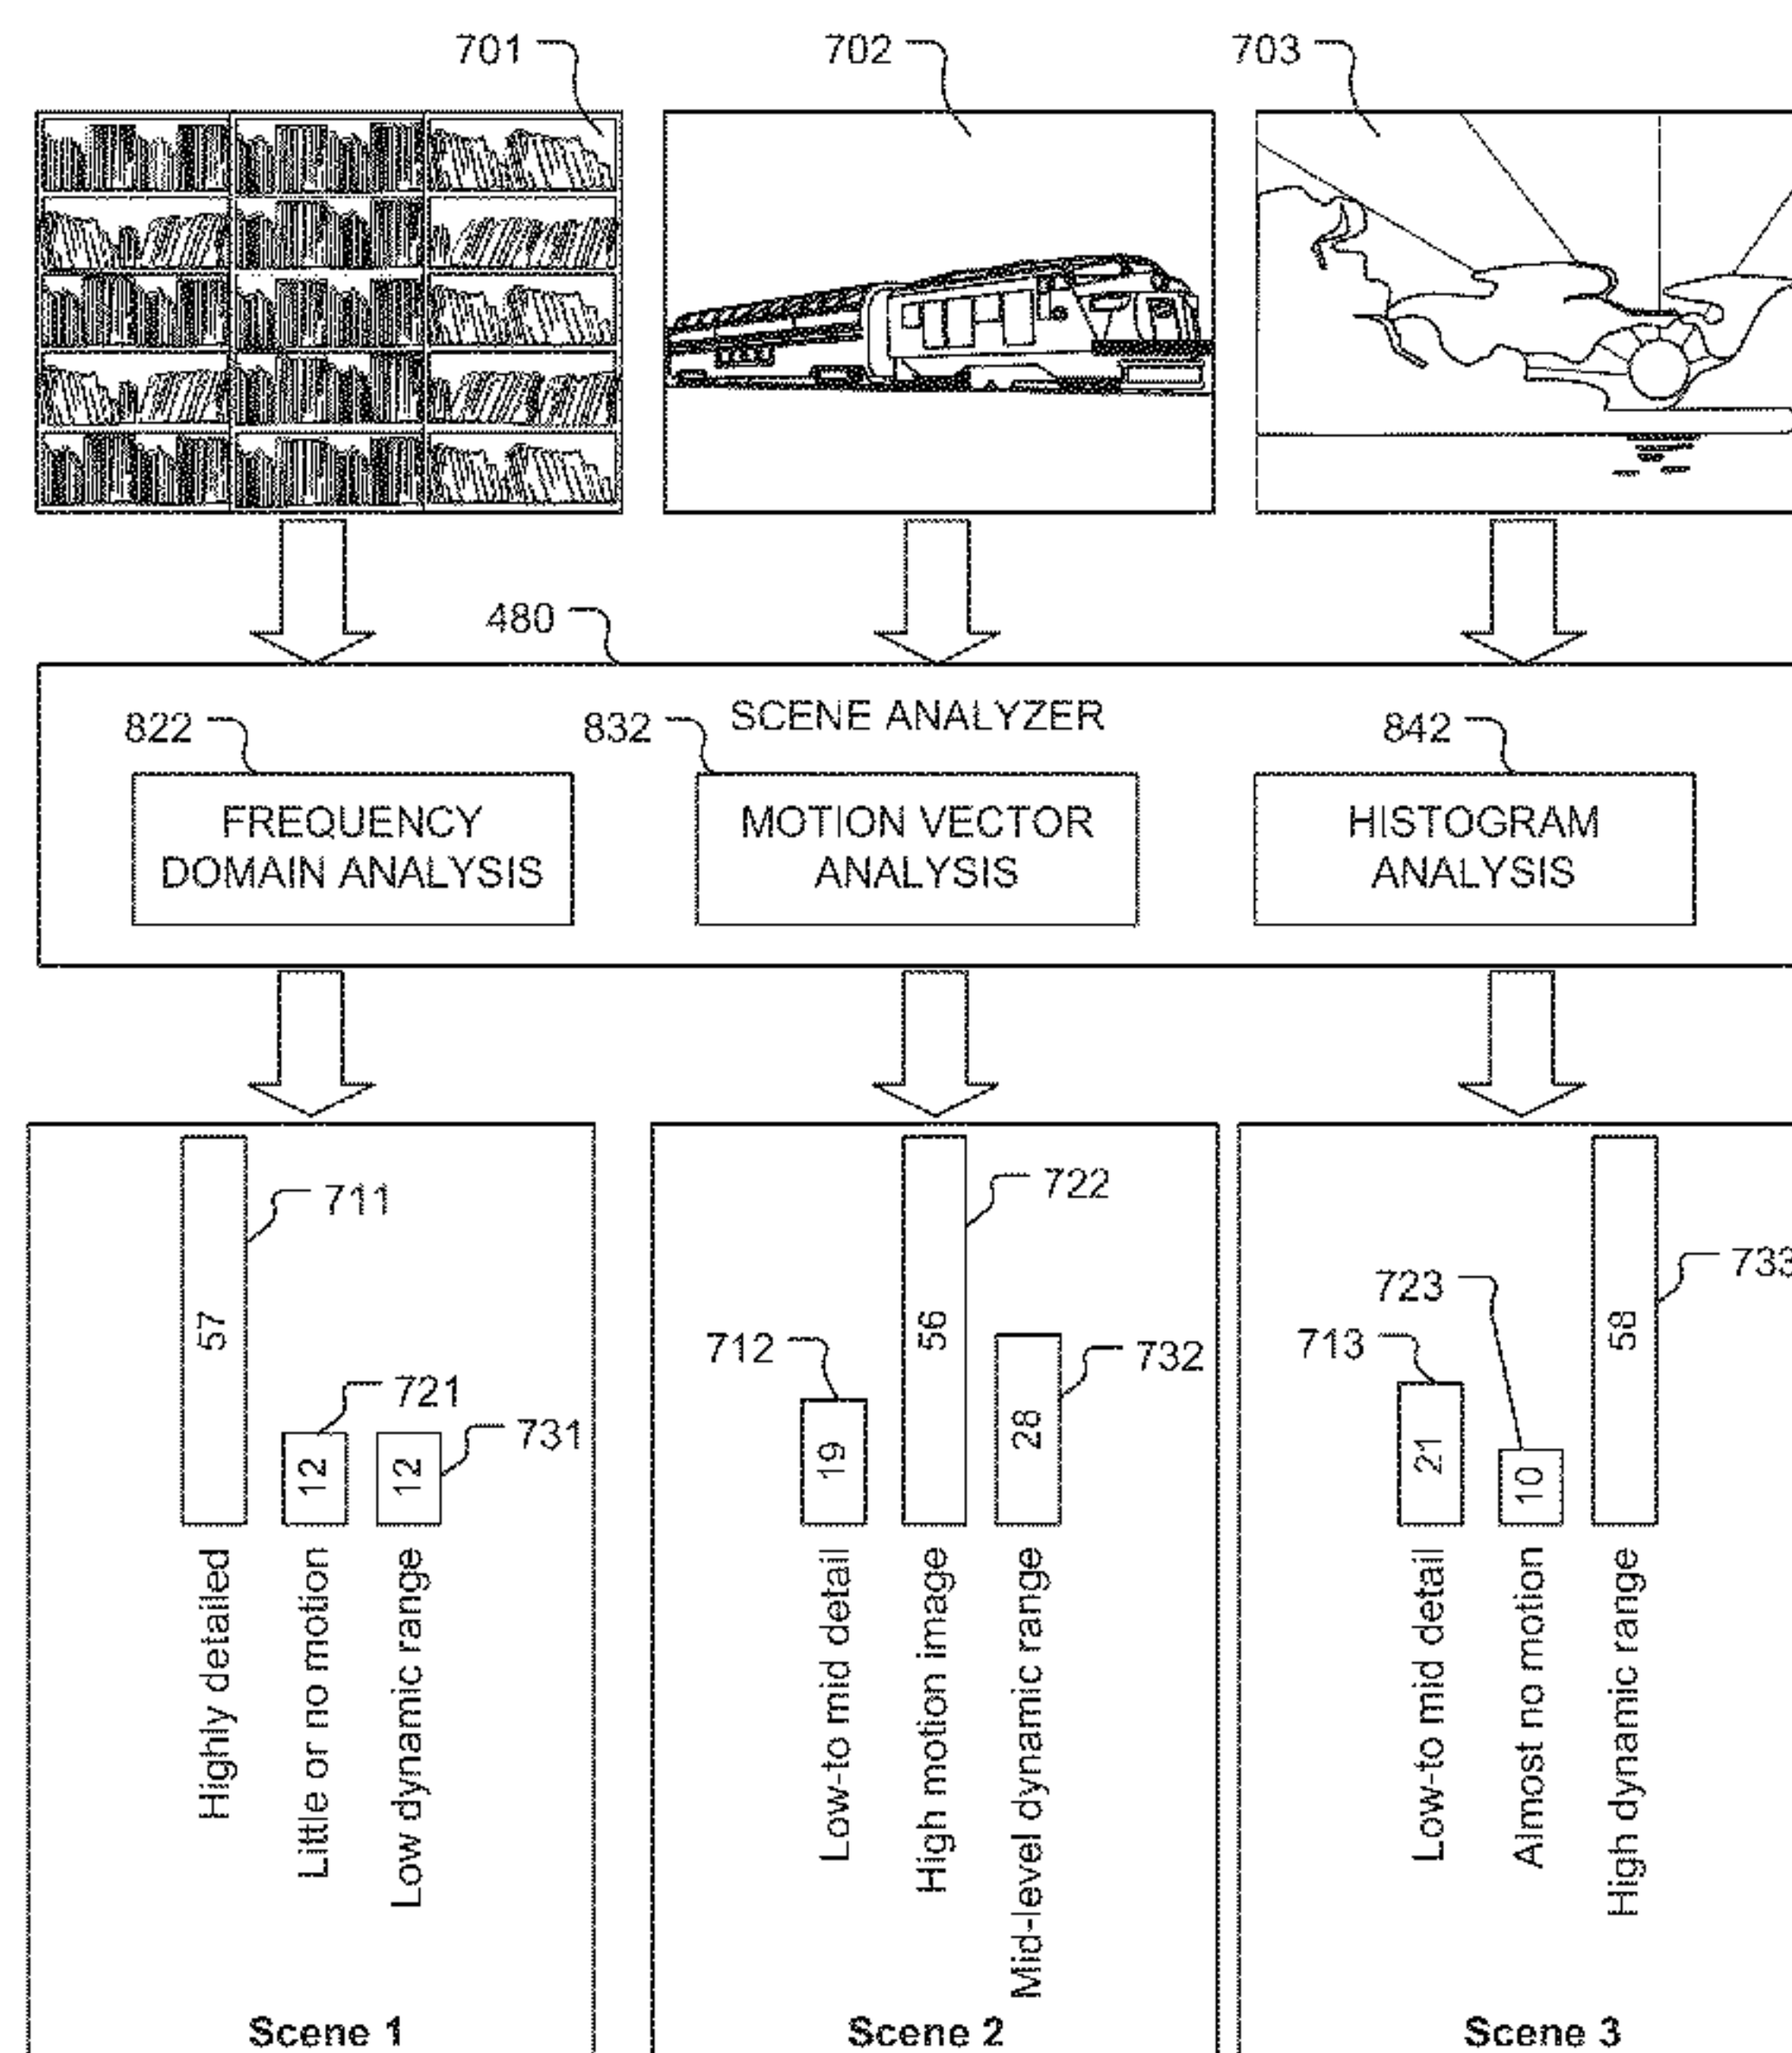 701
702
703
480
SCENE ANALYZER
822
832
842
FREQUENCY
DOMAIN ANALYSIS
MOTION VECTOR
ANALYSIS
HISTOGRAM
ANALYSIS
711
57
721
12
731
12
Highly detailed
Little or no motion
Low dynamic range
Scene 1
722
56
712
19
732
28
Low-to mid detail
High motion image
Mid-level dynamic range
Scene 2
733
58
723
10
713
21
Low-to mid detail
Almost no motion
High dynamic range
Scene 3